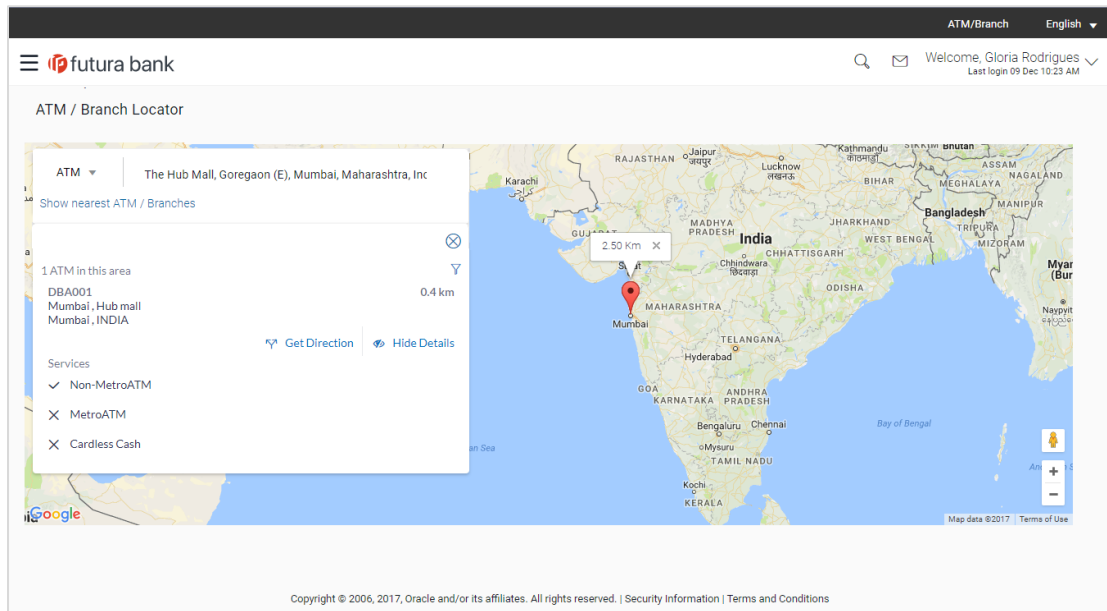 ATM/Branch
English
futura bank
Welcome, Gloria Rodrigues
Last login 09 Dec 10:23 AM
ATM / Branch Locator
ATM
The Hub Mall, Goregaon (E), Mumbai, Maharashtra, Inc
Show nearest ATM / Branches
1 ATM in this area
DBA001
0.4 km
Mumbai , Hub mall
Mumbai , INDIA
Get Direction
Hide Details
Services
Non-MetroATM
MetroATM
Cardless Cash
2.50 Km
Karachi
RAJASTHAN
Jaipur
जयपुर
Lucknow
लखनऊ
Kathmandu
काठमाडौं
SIKKIM
Bhutan
ASSAM
NAGALAND
BIHAR
MEGHALAYA
MANIPUR
Bangladesh
TRIPURA
MIZORAM
JHARKHAND
WEST BENGAL
MADHYA
PRADESH
India
CHHATTISGARH
Chhindwara
छिंदवाड़ा
ODISHA
MAHARASHTRA
Mumbai
TELANGANA
Hyderabad
GOA
KARNATAKA
ANDHRA
PRADESH
Bengaluru
Chennai
Mysuru
TAMIL NADU
Kochi
KERALA
Bay of Bengal
an Sea
Google
Map data ©2017
Terms of Use
Copyright © 2006, 2017, Oracle and/or its affiliates. All rights reserved. | Security Information | Terms and Conditions